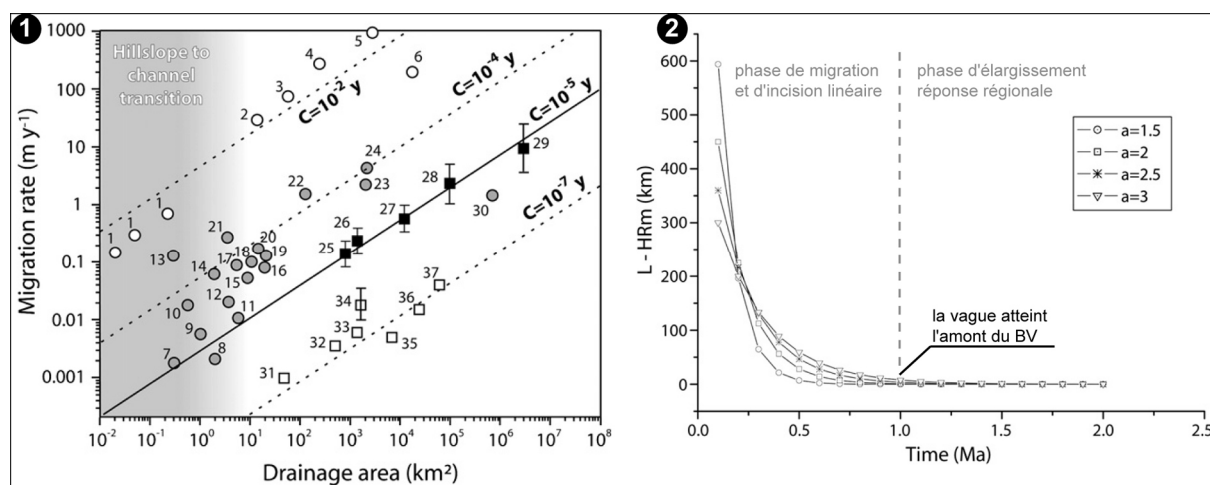 1
Migration rate (m y-1)
1000
100
10
1
0.1
0.01
0.001
Hillslope to
channel
transition
C=10-2 y
C=10-4 y
C=10-5 y
C=10-7 y
1
1
1
2
3
4
5
6
7
8
9
10
11
12
13
14
15
16
17
18
19
20
21
22
23
24
25
26
27
28
29
30
31
32
33
34
35
36
37
10-2 10-1 100 101 102 103 104 105 106 107 108
Drainage area (km²)
2
L - HRm (km)
600
500
400
300
200
100
0
phase de migration
et d'incision linéaire
phase d'élargissement
réponse régionale
a=1.5
a=2
a=2.5
a=3
la vague atteint
l'amont du BV
0.0 0.5 1.0 1.5 2.0 2.5
Time (Ma)